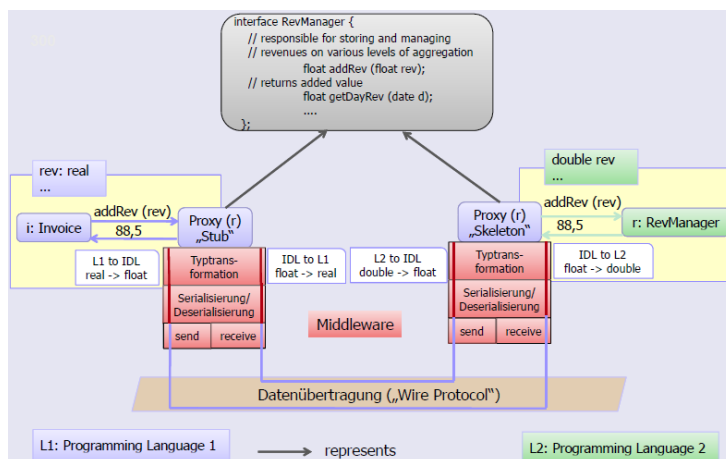 interface RevManager {
// responsible for storing and managing
// revenues on various levels of aggregation
float addRev (float rev);
// returns added value
float getDayRev (date d);
....
};
rev: real
...
double rev
...
addRev (rev)
i: Invoice
88,5
Proxy (r)
„Stub"
Proxy (r)
„Skeleton"
addRev (rev)
88,5
r: RevManager
L1 to IDL
real -> float
Typtrans-
formation
IDL to L1
float -> real
L2 to IDL
double -> float
Typtrans-
formation
IDL to L2
float -> double
Serialisierung/
Deserialisierung
Serialisierung/
Deserialisierung
send
receive
Middleware
send
receive
Datenübertragung („Wire Protocol")
L1: Programming Language 1
represents
L2: Programming Language 2